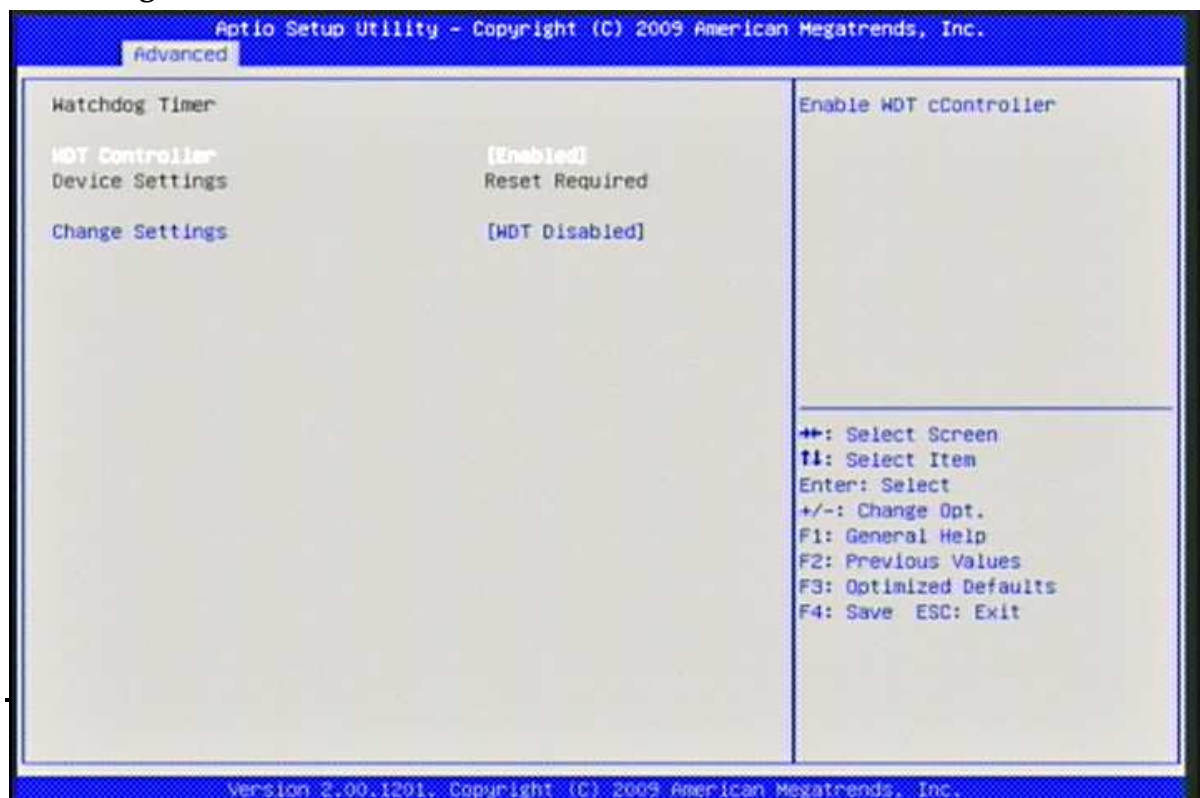 Aptio Setup Utility - Copyright (C) 2009 American Megatrends, Inc.
Advanced
Watchdog Timer
WDT Controller [Enabled]
Device Settings Reset Required
Change Settings [WDT Disabled]
Enable WDT cController
→←: Select Screen
↑↓: Select Item
Enter: Select
+/-: Change Opt.
F1: General Help
F2: Previous Values
F3: Optimized Defaults
F4: Save ESC: Exit
Version 2.00.1201. Copyright (C) 2009 American Megatrends, Inc.